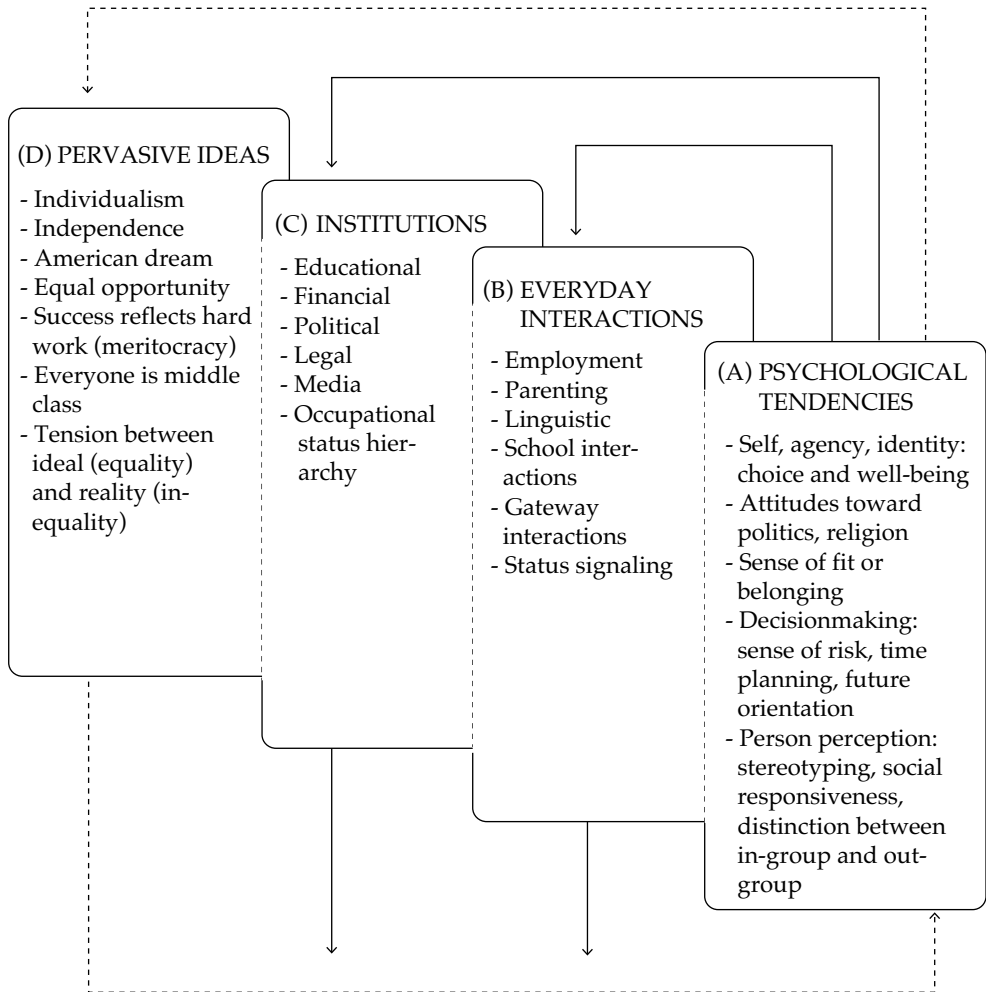 (D) PERVASIVE IDEAS
- Individualism
- Independence
- American dream
- Equal opportunity
- Success reflects hard
work (meritocracy)
- Everyone is middle
class
- Tension between
ideal (equality)
and reality (in-
equality)
(C) INSTITUTIONS
- Educational
- Financial
- Political
- Legal
- Media
- Occupational
status hier-
archy
(B) EVERYDAY
INTERACTIONS
- Employment
- Parenting
- Linguistic
- School inter-
actions
- Gateway
interactions
- Status signaling
(A) PSYCHOLOGICAL
TENDENCIES
- Self, agency, identity:
choice and well-being
- Attitudes toward
politics, religion
- Sense of fit or
belonging
- Decisionmaking:
sense of risk, time
planning, future
orientation
- Person perception:
stereotyping, social
responsiveness,
distinction between
in-group and out-
group